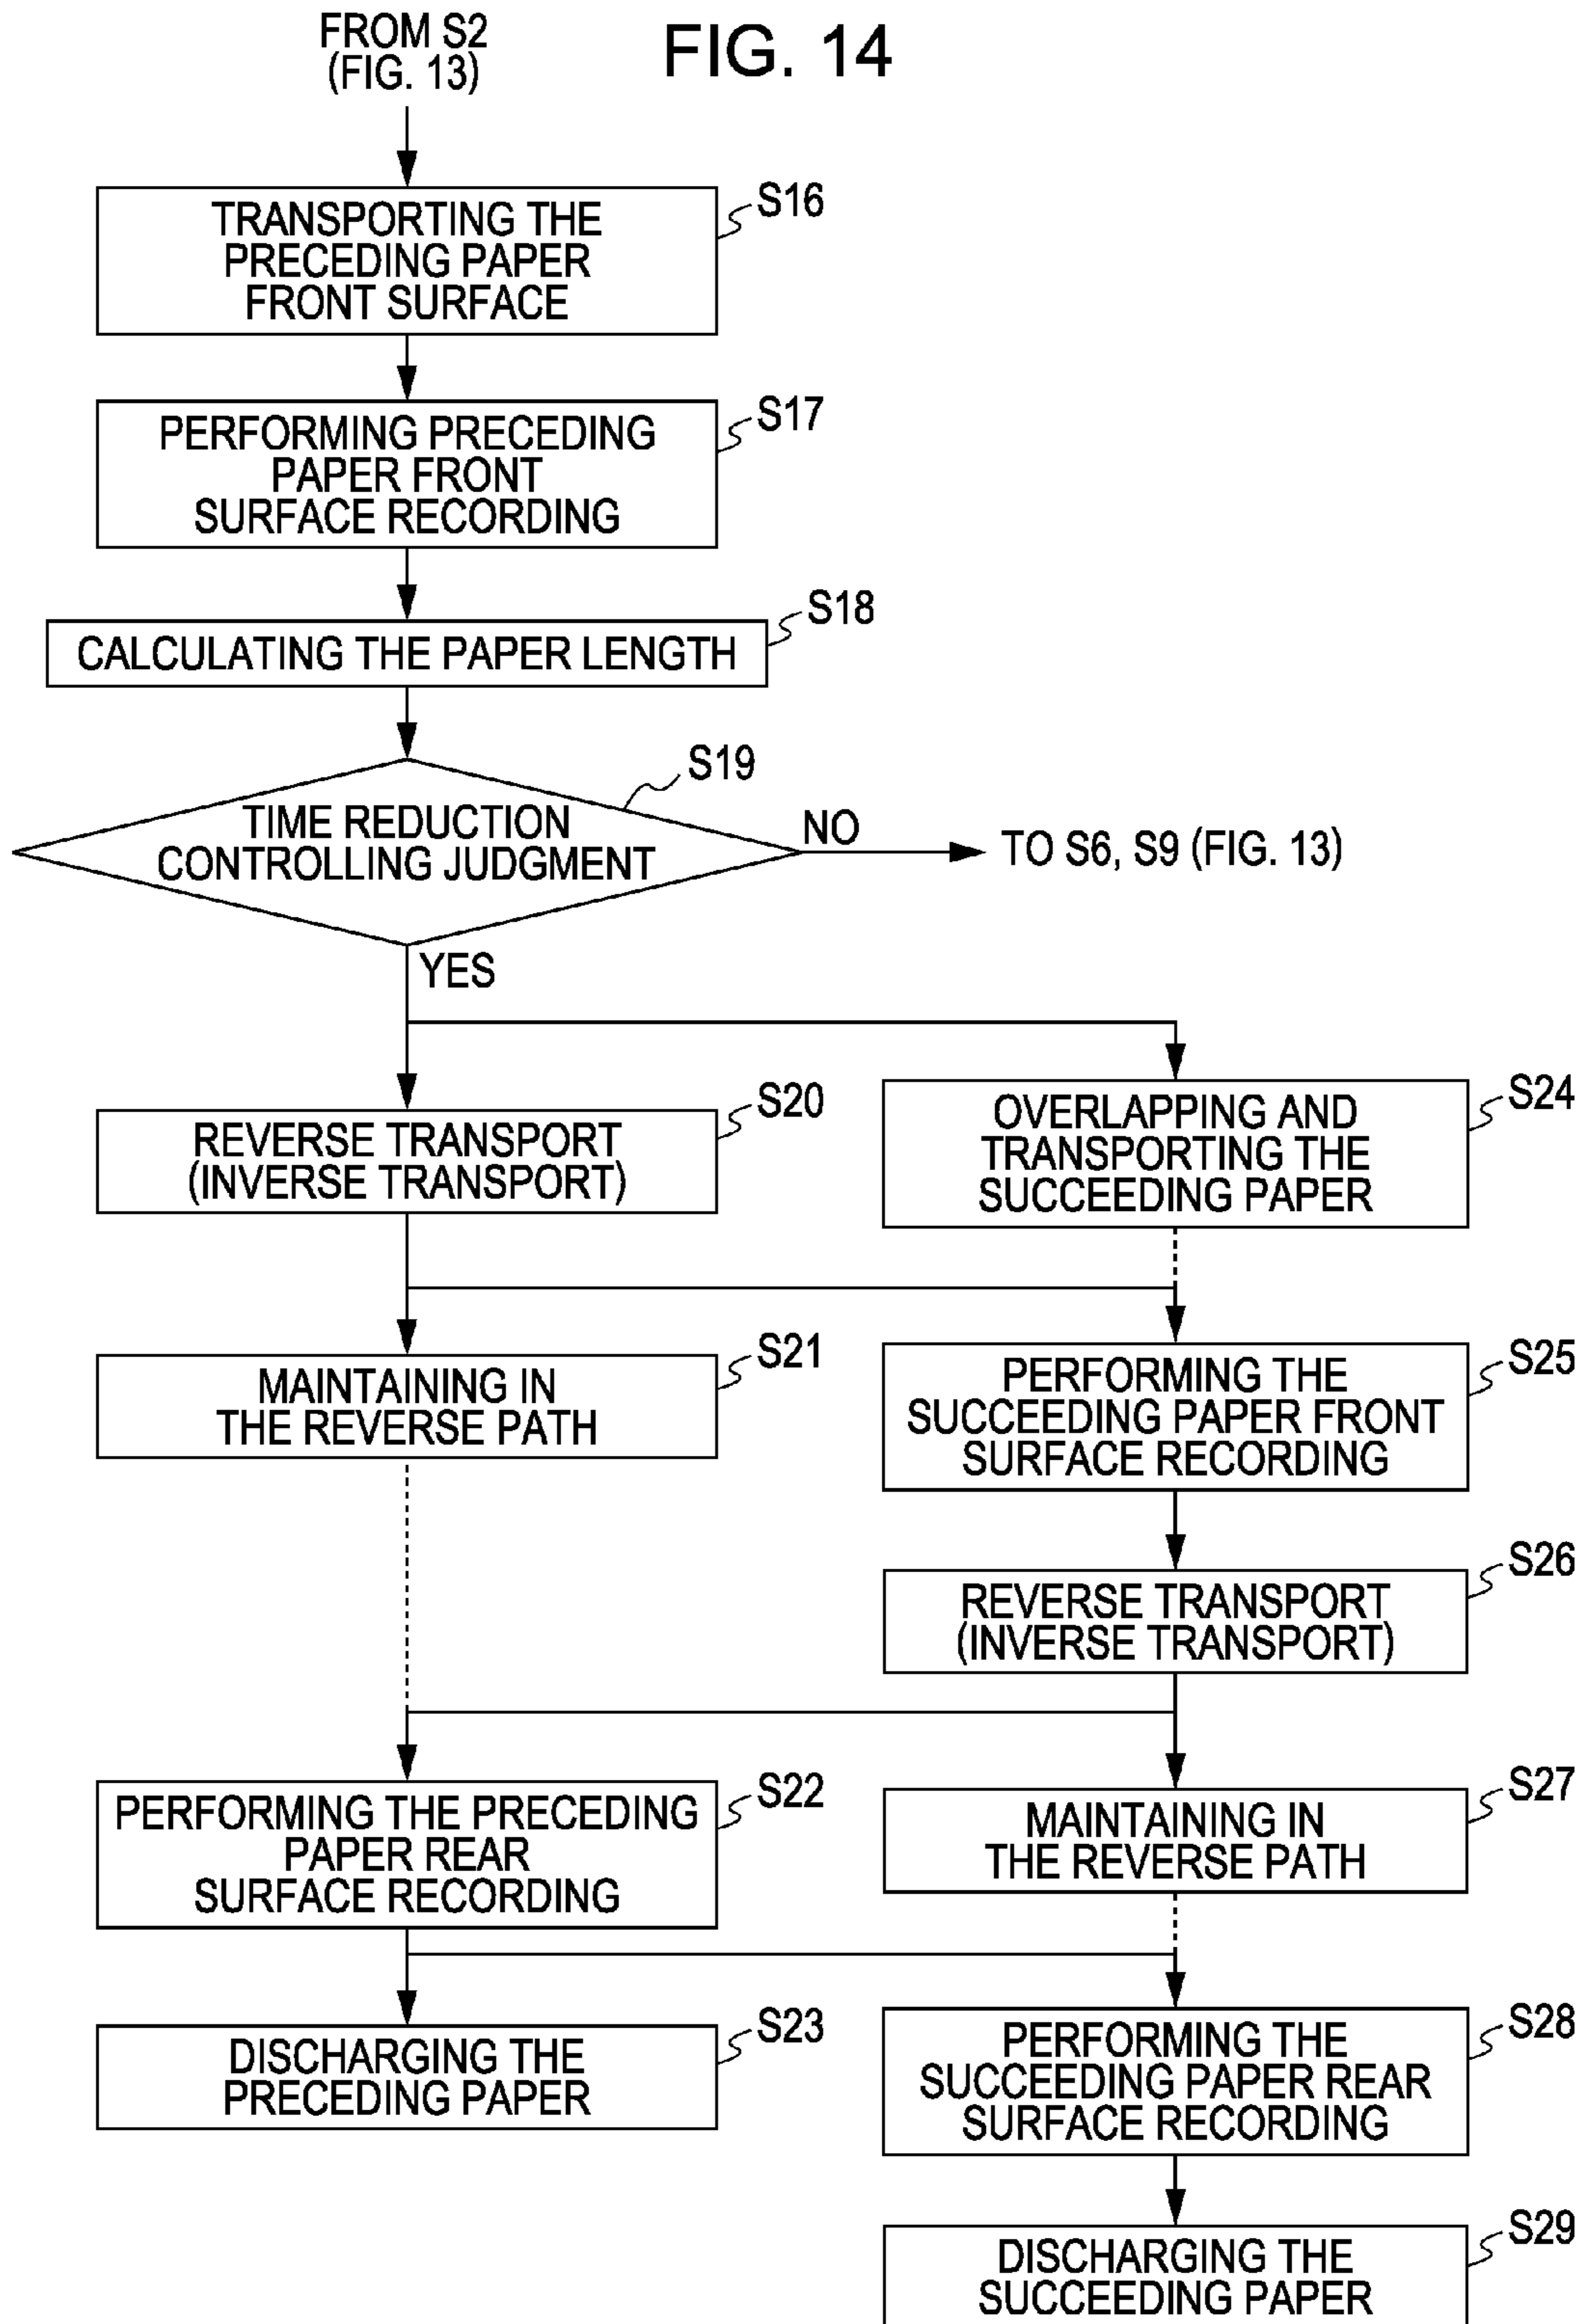 FROM S2
(FIG. 13)
FIG. 14
TRANSPORTING THE
PRECEDING PAPER
FRONT SURFACE
S16
PERFORMING PRECEDING
PAPER FRONT
SURFACE RECORDING
S17
CALCULATING THE PAPER LENGTH
S18
TIME REDUCTION
CONTROLLING JUDGMENT
S19
NO
TO S6, S9 (FIG. 13)
YES
REVERSE TRANSPORT
(INVERSE TRANSPORT)
S20
OVERLAPPING AND
TRANSPORTING THE
SUCCEEDING PAPER
S24
MAINTAINING IN
THE REVERSE PATH
S21
PERFORMING THE
SUCCEEDING PAPER FRONT
SURFACE RECORDING
S25
REVERSE TRANSPORT
(INVERSE TRANSPORT)
S26
PERFORMING THE PRECEDING
PAPER REAR
SURFACE RECORDING
S22
MAINTAINING IN
THE REVERSE PATH
S27
DISCHARGING THE
PRECEDING PAPER
S23
PERFORMING THE
SUCCEEDING PAPER REAR
SURFACE RECORDING
S28
DISCHARGING THE
SUCCEEDING PAPER
S29